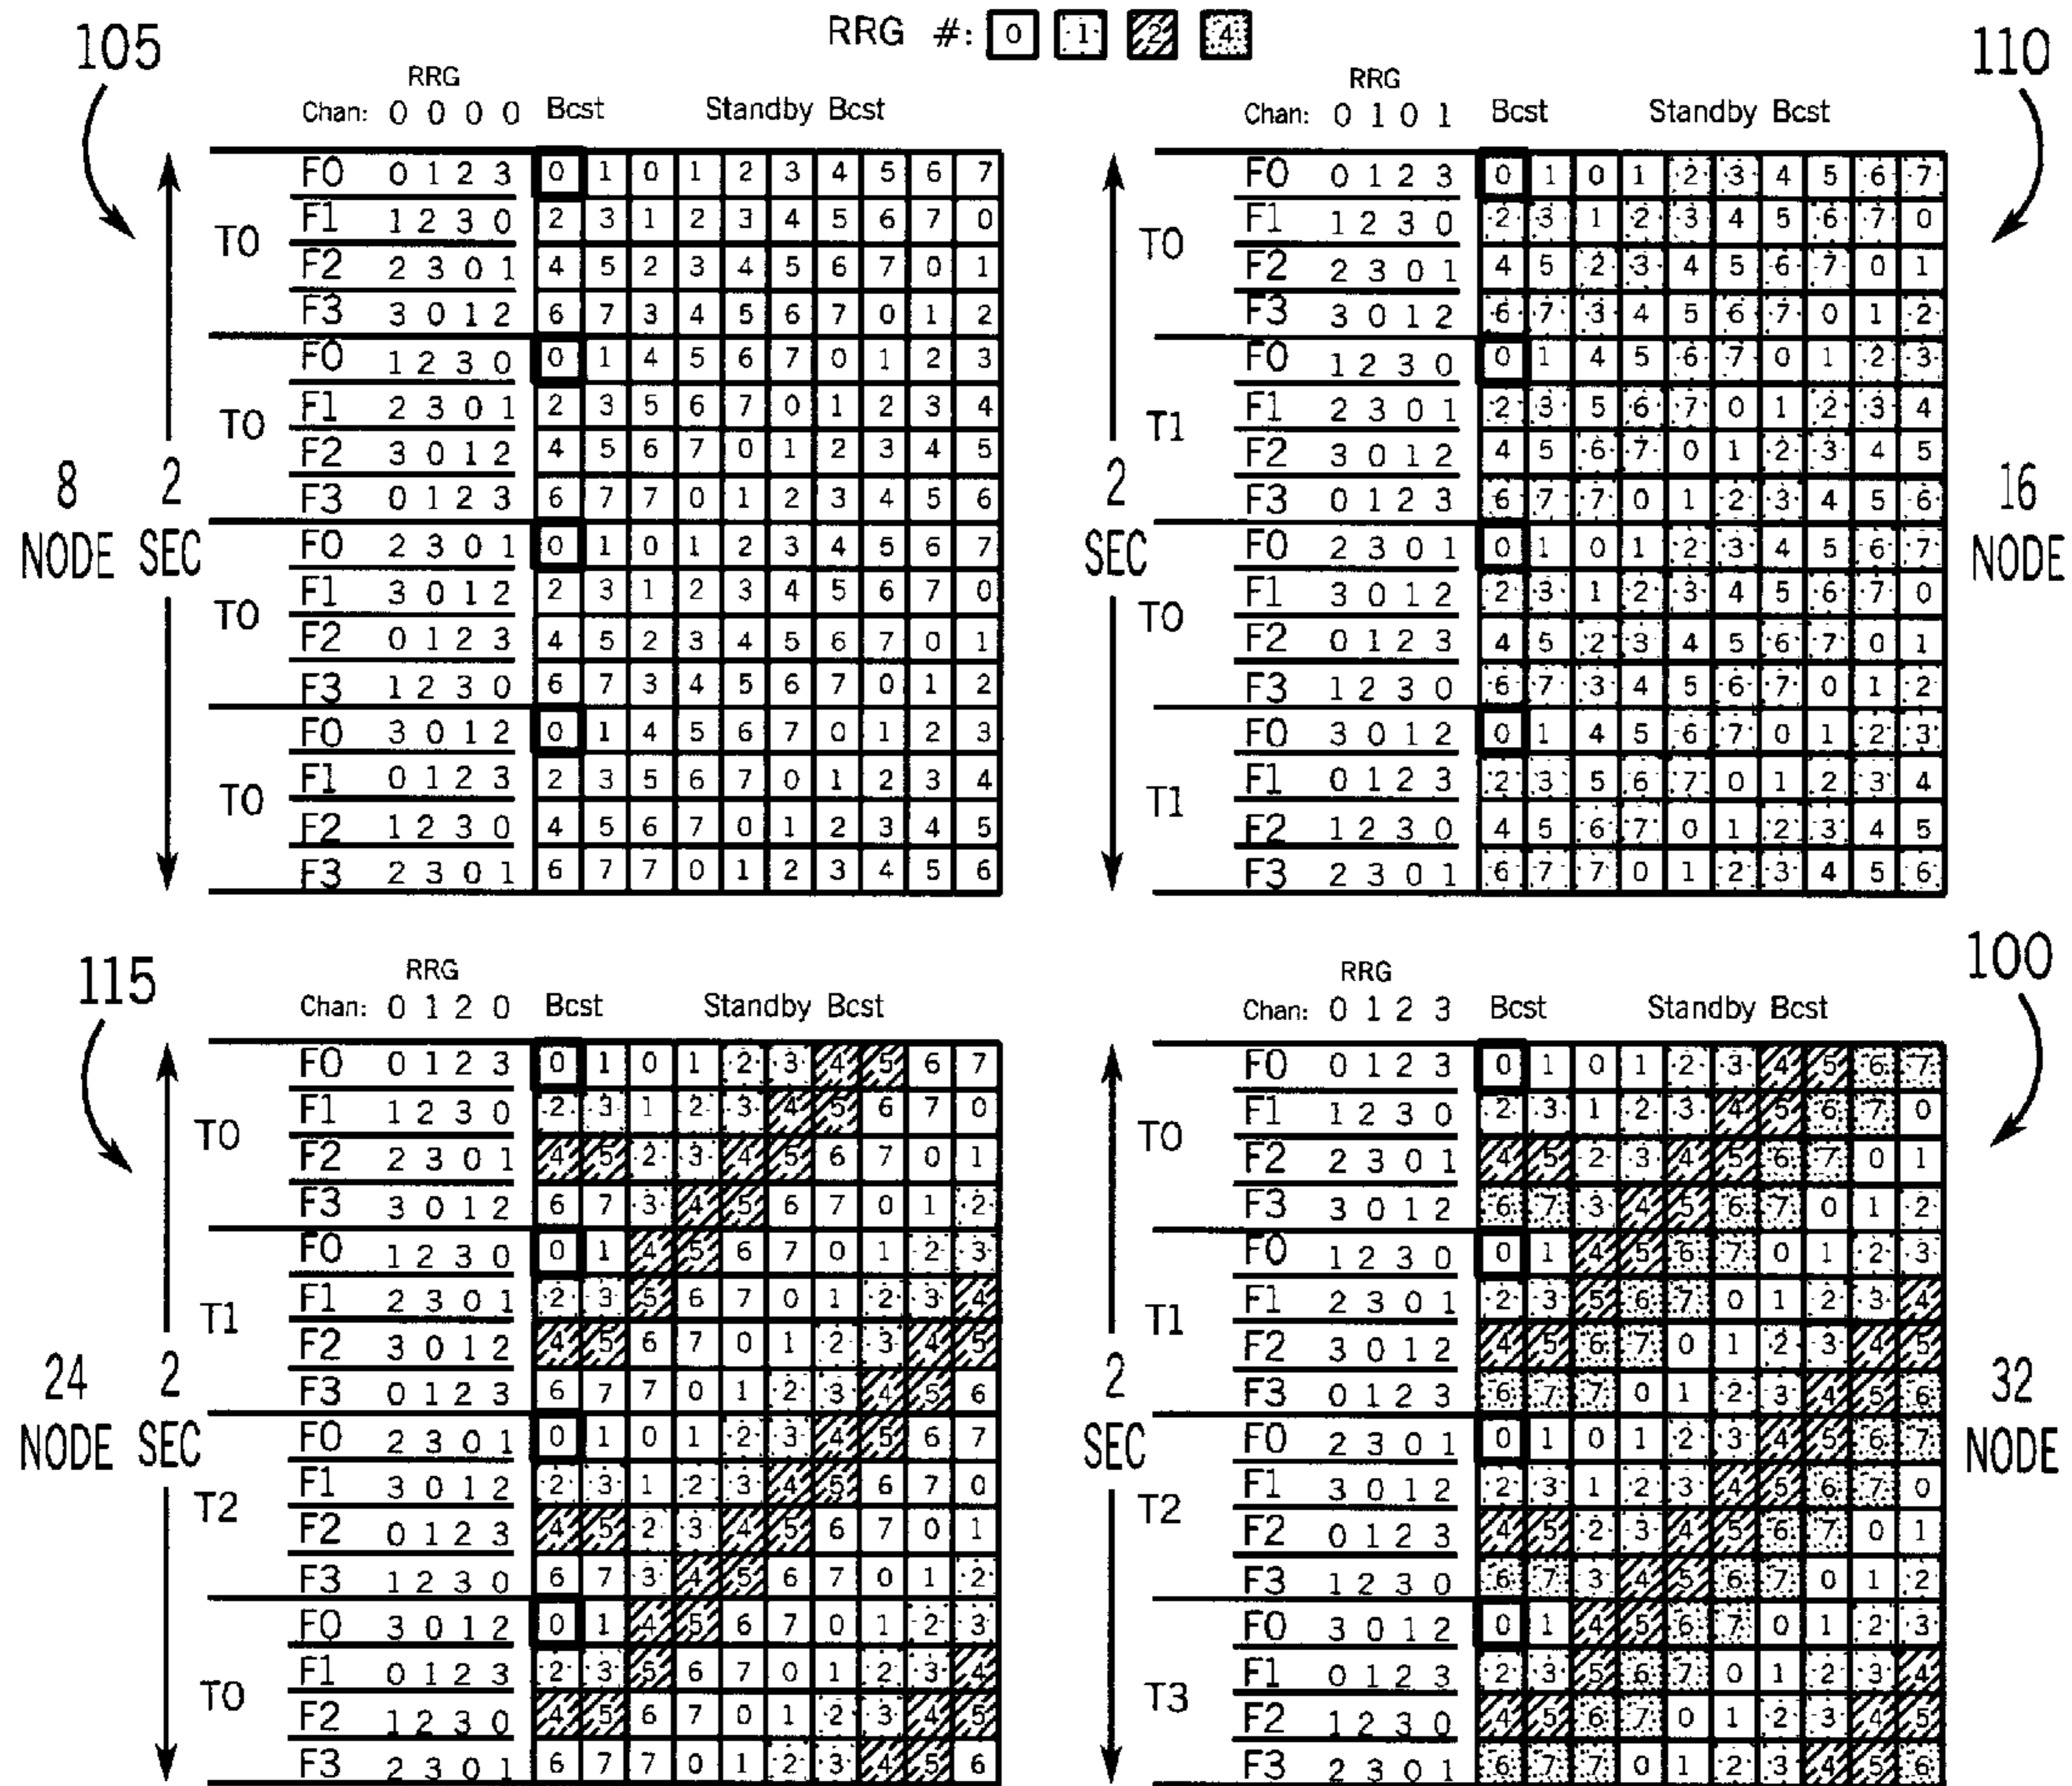 RRG #: 0 1 2 4
105
RRG
Chan: 0 0 0 0 Bcst Standby Bcst
8 NODE
2 SEC
T0
F0 0 1 2 3 0 1 0 1 2 3 4 5 6 7
F1 1 2 3 0 2 3 1 2 3 4 5 6 7 0
F2 2 3 0 1 4 5 2 3 4 5 6 7 0 1
F3 3 0 1 2 6 7 3 4 5 6 7 0 1 2
T0
F0 1 2 3 0 0 1 4 5 6 7 0 1 2 3
F1 2 3 0 1 2 3 5 6 7 0 1 2 3 4
F2 3 0 1 2 4 5 6 7 0 1 2 3 4 5
F3 0 1 2 3 6 7 7 0 1 2 3 4 5 6
T0
F0 2 3 0 1 0 1 0 1 2 3 4 5 6 7
F1 3 0 1 2 2 3 1 2 3 4 5 6 7 0
F2 0 1 2 3 4 5 2 3 4 5 6 7 0 1
F3 1 2 3 0 6 7 3 4 5 6 7 0 1 2
T0
F0 3 0 1 2 0 1 4 5 6 7 0 1 2 3
F1 0 1 2 3 2 3 5 6 7 0 1 2 3 4
F2 1 2 3 0 4 5 6 7 0 1 2 3 4 5
F3 2 3 0 1 6 7 7 0 1 2 3 4 5 6
110
RRG
Chan: 0 1 0 1 Bcst Standby Bcst
2 SEC
16 NODE
T0
F0 0 1 2 3 0 1 0 1 2 3 4 5 6 7
F1 1 2 3 0 2 3 1 2 3 4 5 6 7 0
F2 2 3 0 1 4 5 2 3 4 5 6 7 0 1
F3 3 0 1 2 6 7 3 4 5 6 7 0 1 2
T1
F0 1 2 3 0 0 1 4 5 6 7 0 1 2 3
F1 2 3 0 1 2 3 5 6 7 0 1 2 3 4
F2 3 0 1 2 4 5 6 7 0 1 2 3 4 5
F3 0 1 2 3 6 7 7 0 1 2 3 4 5 6
T0
F0 2 3 0 1 0 1 0 1 2 3 4 5 6 7
F1 3 0 1 2 2 3 1 2 3 4 5 6 7 0
F2 0 1 2 3 4 5 2 3 4 5 6 7 0 1
F3 1 2 3 0 6 7 3 4 5 6 7 0 1 2
T1
F0 3 0 1 2 0 1 4 5 6 7 0 1 2 3
F1 0 1 2 3 2 3 5 6 7 0 1 2 3 4
F2 1 2 3 0 4 5 6 7 0 1 2 3 4 5
F3 2 3 0 1 6 7 7 0 1 2 3 4 5 6
115
RRG
Chan: 0 1 2 0 Bcst Standby Bcst
24 NODE
2 SEC
T0
F0 0 1 2 3 0 1 0 1 2 3 4 5 6 7
F1 1 2 3 0 2 3 1 2 3 4 5 6 7 0
F2 2 3 0 1 4 5 2 3 4 5 6 7 0 1
F3 3 0 1 2 6 7 3 4 5 6 7 0 1 2
T1
F0 1 2 3 0 0 1 4 5 6 7 0 1 2 3
F1 2 3 0 1 2 3 5 6 7 0 1 2 3 4
F2 3 0 1 2 4 5 6 7 0 1 2 3 4 5
F3 0 1 2 3 6 7 7 0 1 2 3 4 5 6
T2
F0 2 3 0 1 0 1 0 1 2 3 4 5 6 7
F1 3 0 1 2 2 3 1 2 3 4 5 6 7 0
F2 0 1 2 3 4 5 2 3 4 5 6 7 0 1
F3 1 2 3 0 6 7 3 4 5 6 7 0 1 2
T0
F0 3 0 1 2 0 1 4 5 6 7 0 1 2 3
F1 0 1 2 3 2 3 5 6 7 0 1 2 3 4
F2 1 2 3 0 4 5 6 7 0 1 2 3 4 5
F3 2 3 0 1 6 7 7 0 1 2 3 4 5 6
100
RRG
Chan: 0 1 2 3 Bcst Standby Bcst
2 SEC
32 NODE
T0
F0 0 1 2 3 0 1 0 1 2 3 4 5 6 7
F1 1 2 3 0 2 3 1 2 3 4 5 6 7 0
F2 2 3 0 1 4 5 2 3 4 5 6 7 0 1
F3 3 0 1 2 6 7 3 4 5 6 7 0 1 2
T1
F0 1 2 3 0 0 1 4 5 6 7 0 1 2 3
F1 2 3 0 1 2 3 5 6 7 0 1 2 3 4
F2 3 0 1 2 4 5 6 7 0 1 2 3 4 5
F3 0 1 2 3 6 7 7 0 1 2 3 4 5 6
T2
F0 2 3 0 1 0 1 0 1 2 3 4 5 6 7
F1 3 0 1 2 2 3 1 2 3 4 5 6 7 0
F2 0 1 2 3 4 5 2 3 4 5 6 7 0 1
F3 1 2 3 0 6 7 3 4 5 6 7 0 1 2
T3
F0 3 0 1 2 0 1 4 5 6 7 0 1 2 3
F1 0 1 2 3 2 3 5 6 7 0 1 2 3 4
F2 1 2 3 0 4 5 6 7 0 1 2 3 4 5
F3 2 3 0 1 6 7 7 0 1 2 3 4 5 6